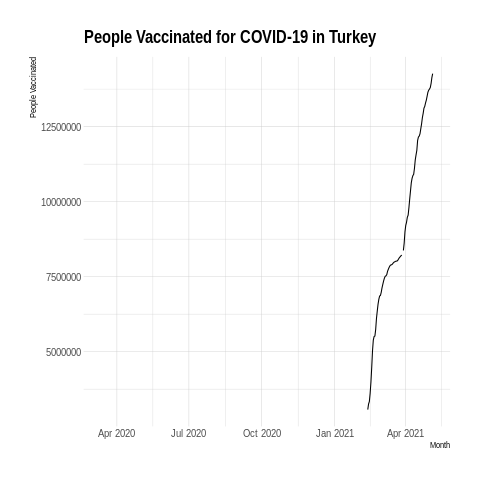 People Vaccinated for COVID-19 in Turkey
People Vaccinated
12500000
10000000
7500000
5000000
Apr 2020 Jul 2020 Oct 2020 Jan 2021 Apr 2021
Month